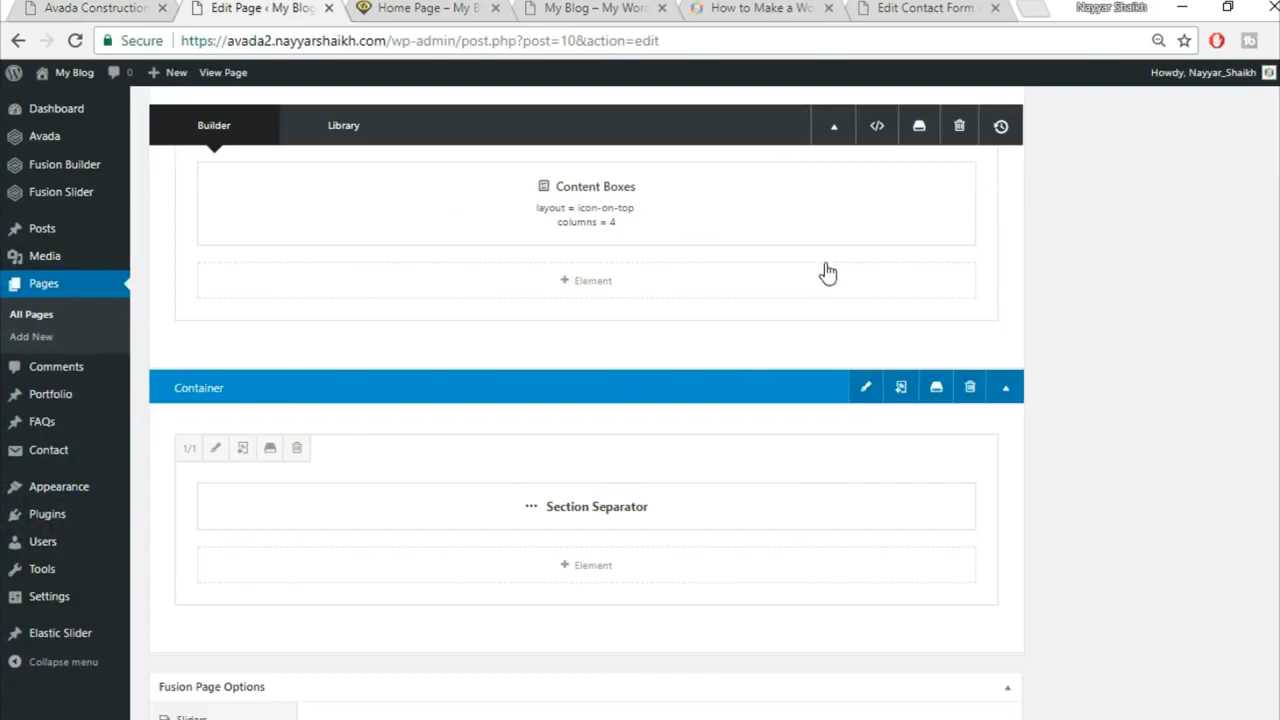 Avada Construction
Edit Page ‹ My Blog
Home Page – My B
My Blog – My Wor
How to Make a Wo
Edit Contact Form
Nayyar Shaikh
Secure
https://avada2.nayyarshaikh.com/wp-admin/post.php?post=10&action=edit
My Blog
0
New
View Page
Howdy, Nayyar_Shaikh
Dashboard
Avada
Fusion Builder
Fusion Slider
Posts
Media
Pages
All Pages
Add New
Comments
Portfolio
FAQs
Contact
Appearance
Plugins
Users
Tools
Settings
Elastic Slider
Collapse menu
Builder
Library
Content Boxes
layout = icon-on-top
columns = 4
+ Element
Container
1/1
Section Separator
+ Element
Fusion Page Options
Sliders